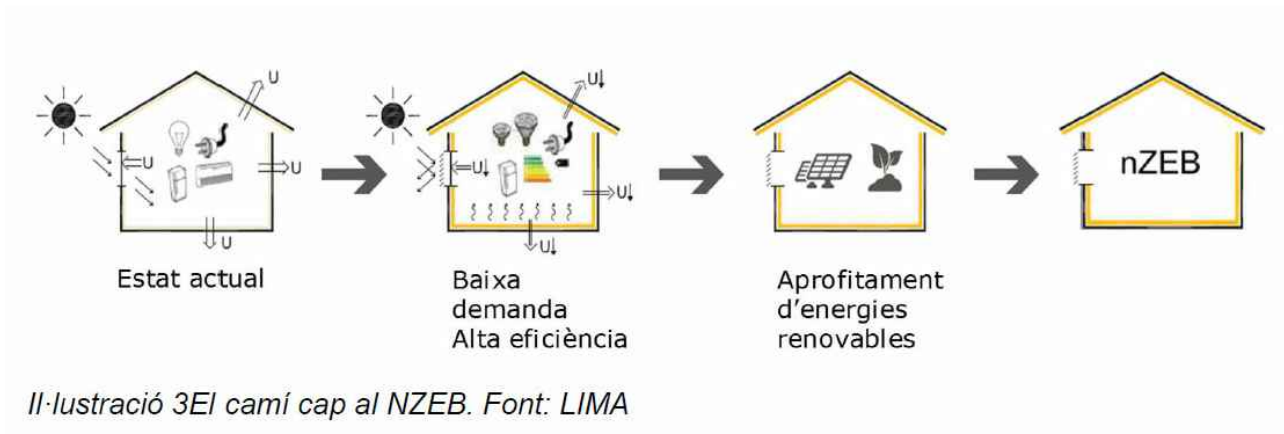 U
U
U
U
Estat actual
U↓
U↓
U↓
U↓
Baixa
demanda
Alta eficiència
Aprofitament
d'energies
renovables
nZEB
Il·lustració 3El camí cap al NZEB. Font: LIMA